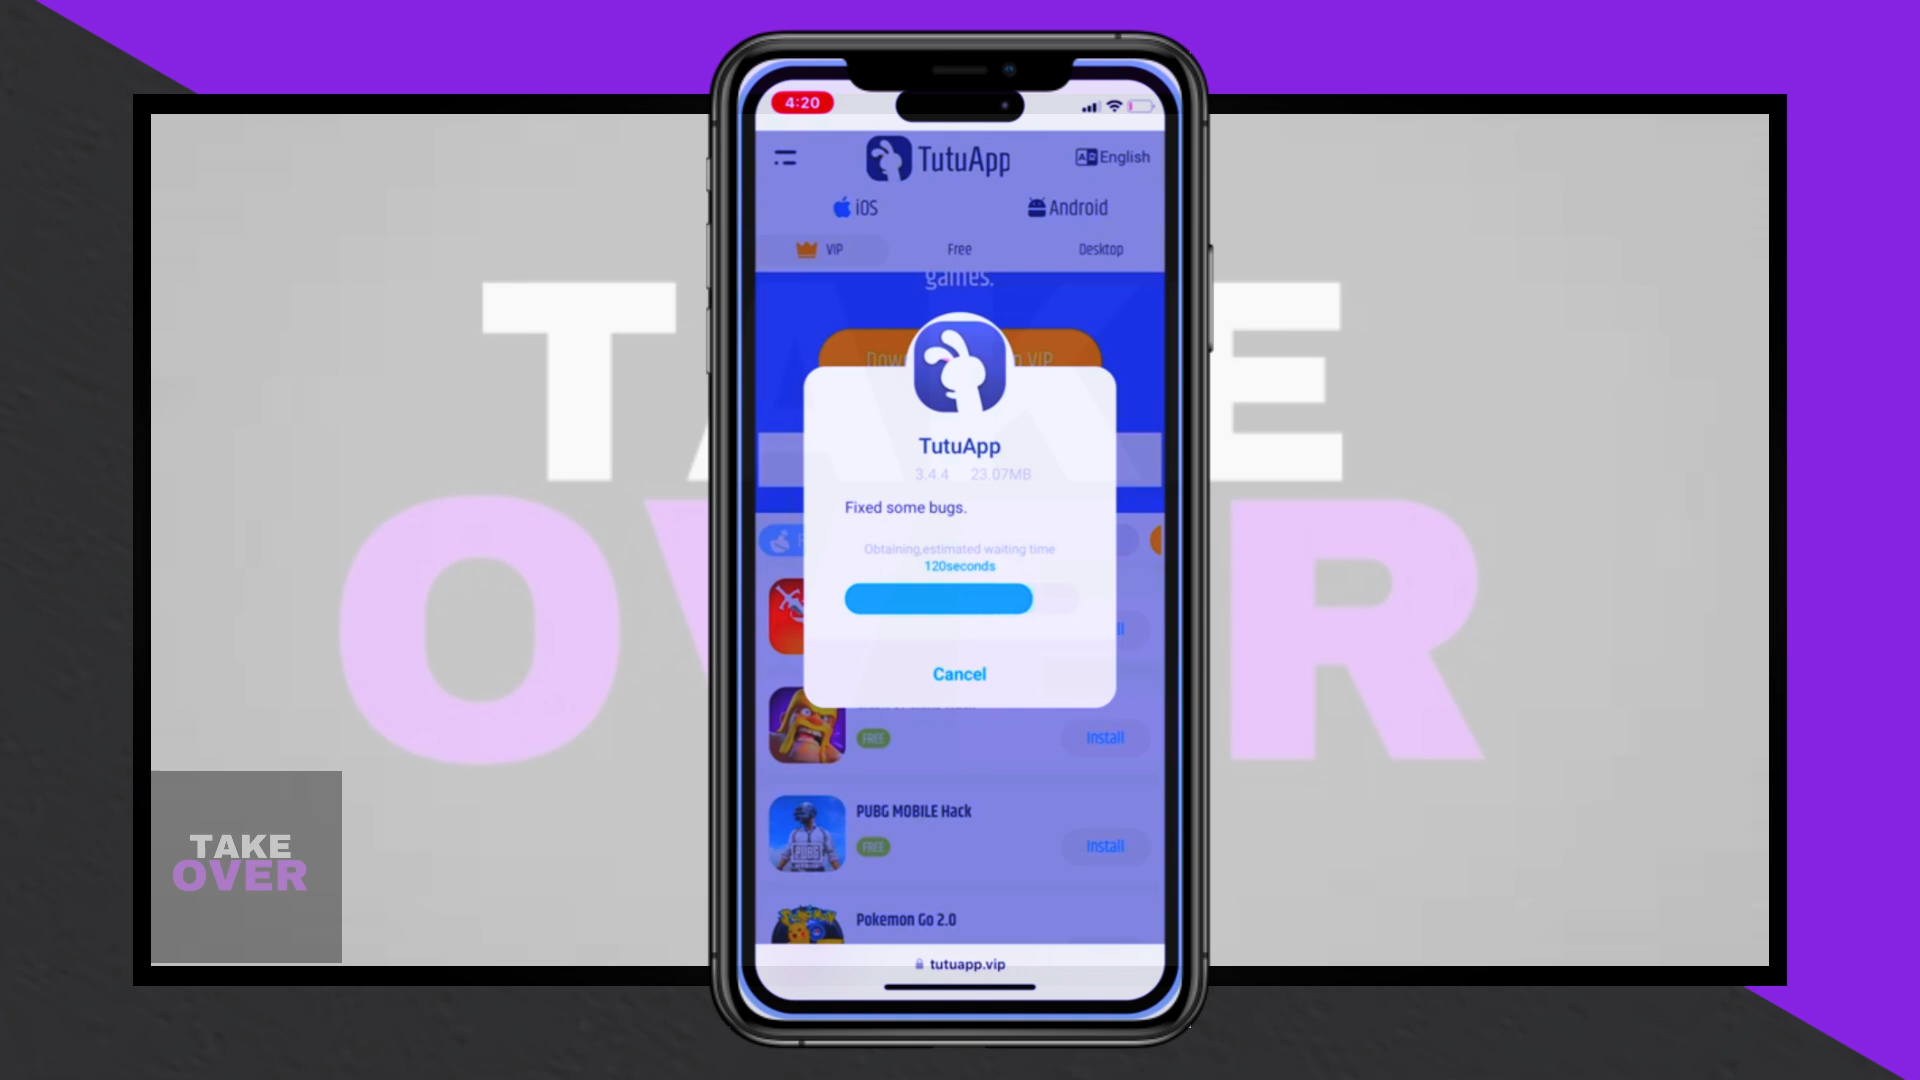 TAKE
OVER
4:20
TutuApp
English
iOS
Android
VIP
Free
Desktop
games.
VIP
TutuApp
3.4.4 23.07MB
Fixed some bugs.
Obtaining,estimated waiting time
120seconds
Cancel
FREE
Install
PUBG MOBILE Hack
FREE
Install
PUBG
Pokemon Go 2.0
tutuapp.vip
TAKE
OVER